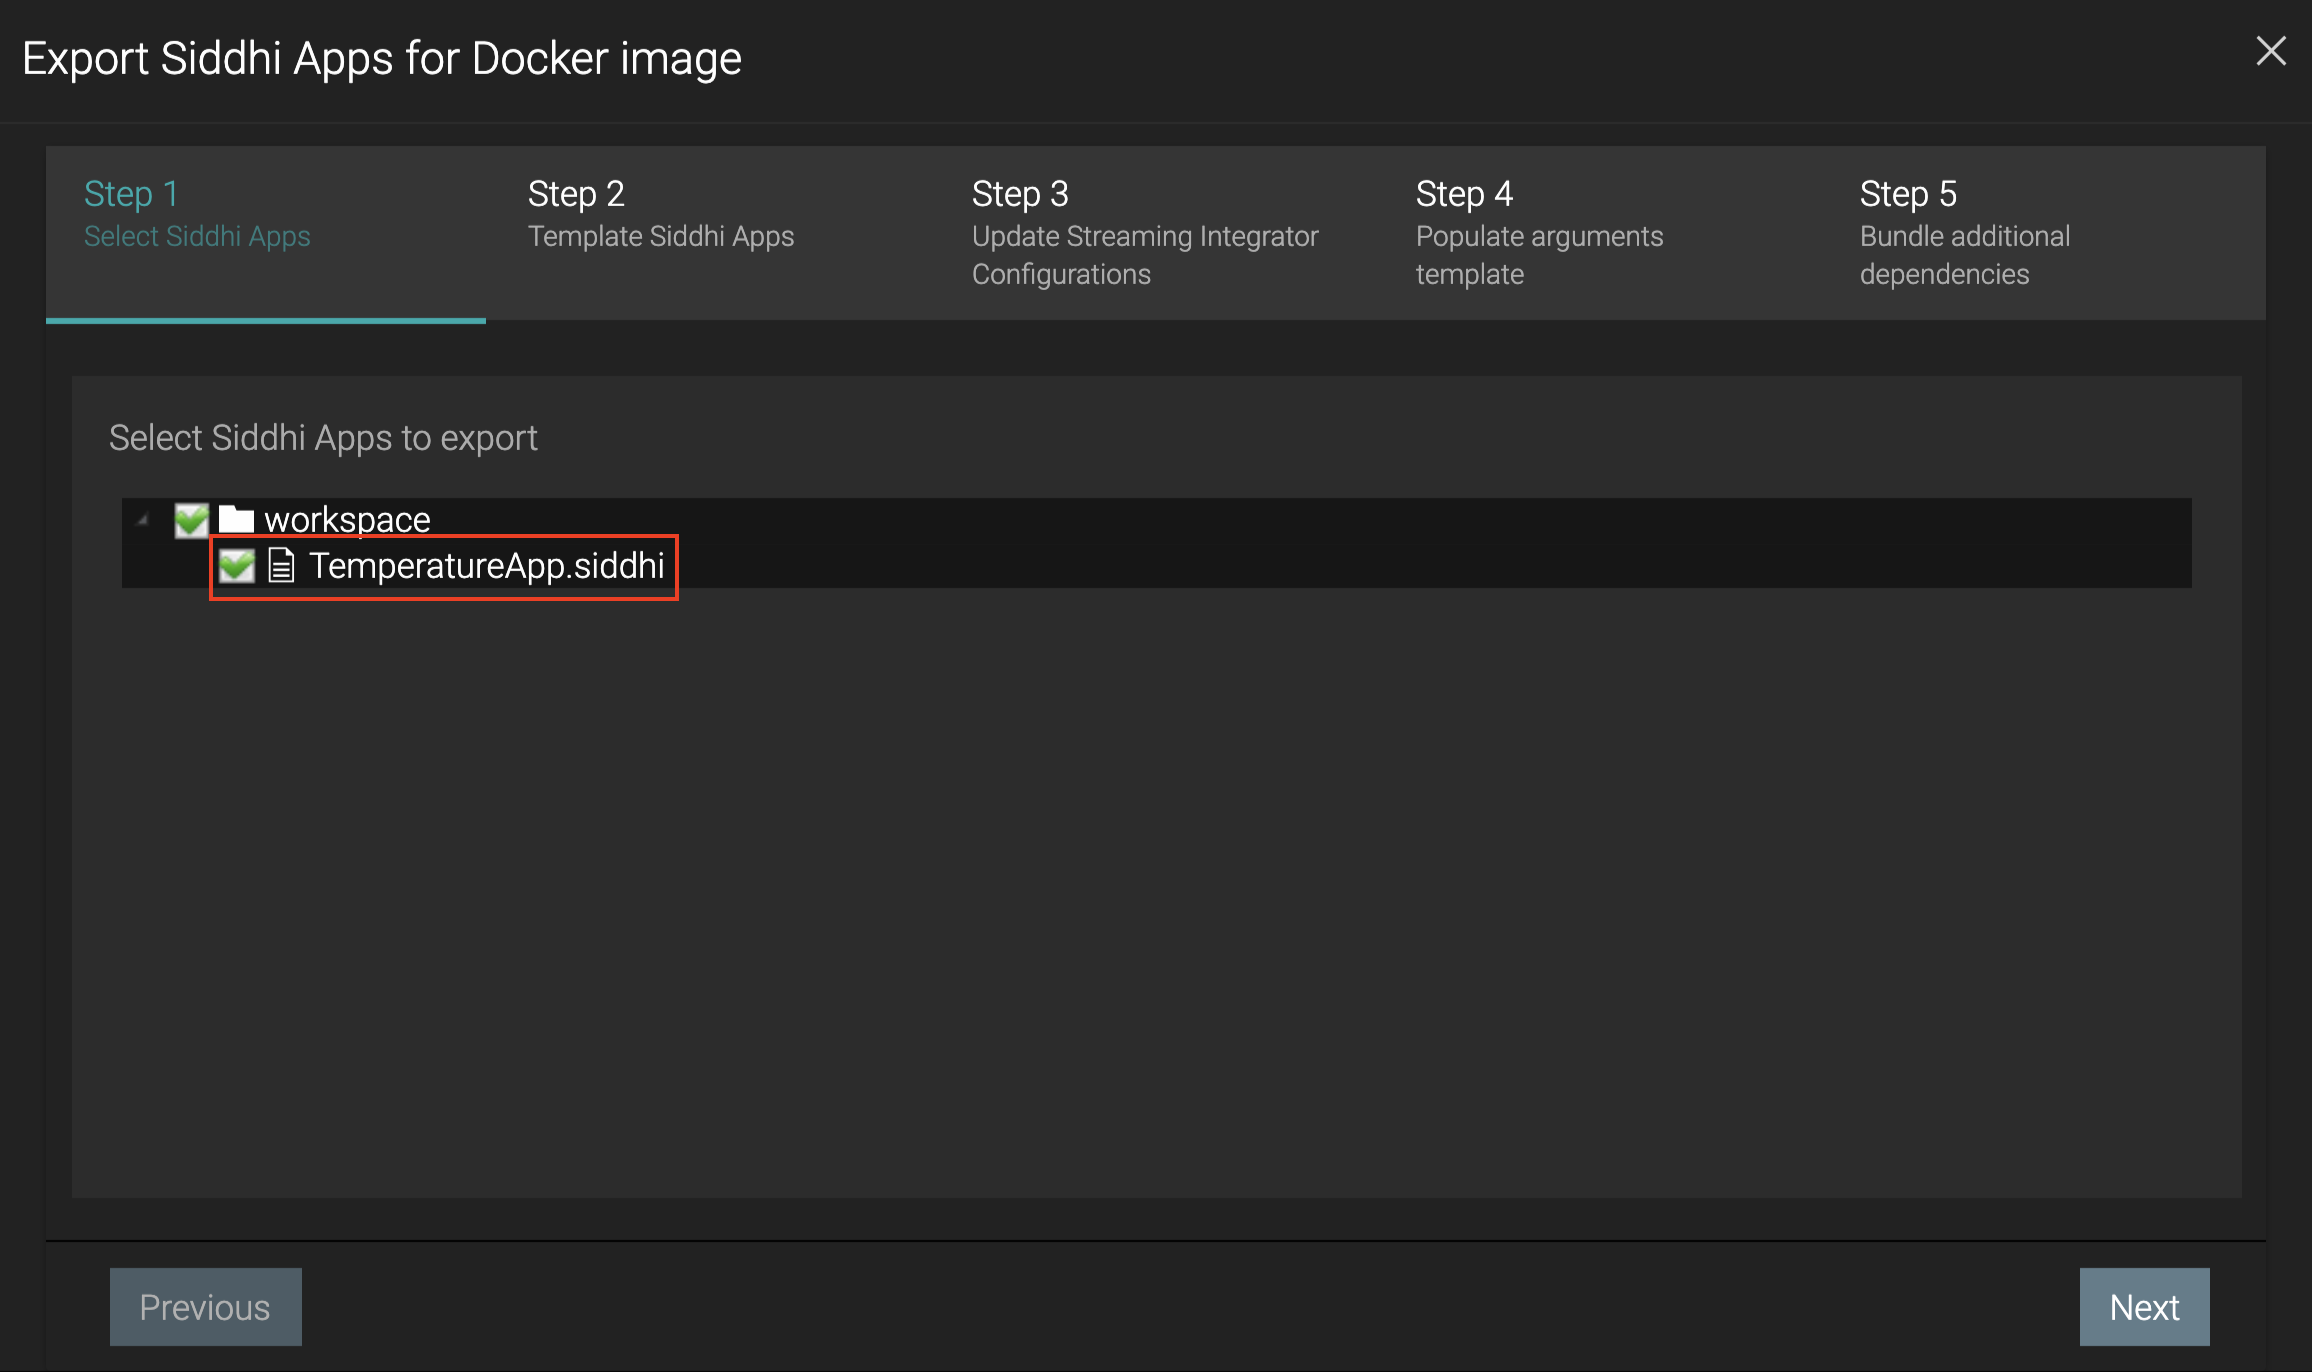 Export Siddhi Apps for Docker image
Step 1
Select Siddhi Apps
Step 2
Template Siddhi Apps
Step 3
Update Streaming Integrator
Configurations
Step 4
Populate arguments
template
Step 5
Bundle additional
dependencies
Select Siddhi Apps to export
workspace
TemperatureApp.siddhi
Previous
Next